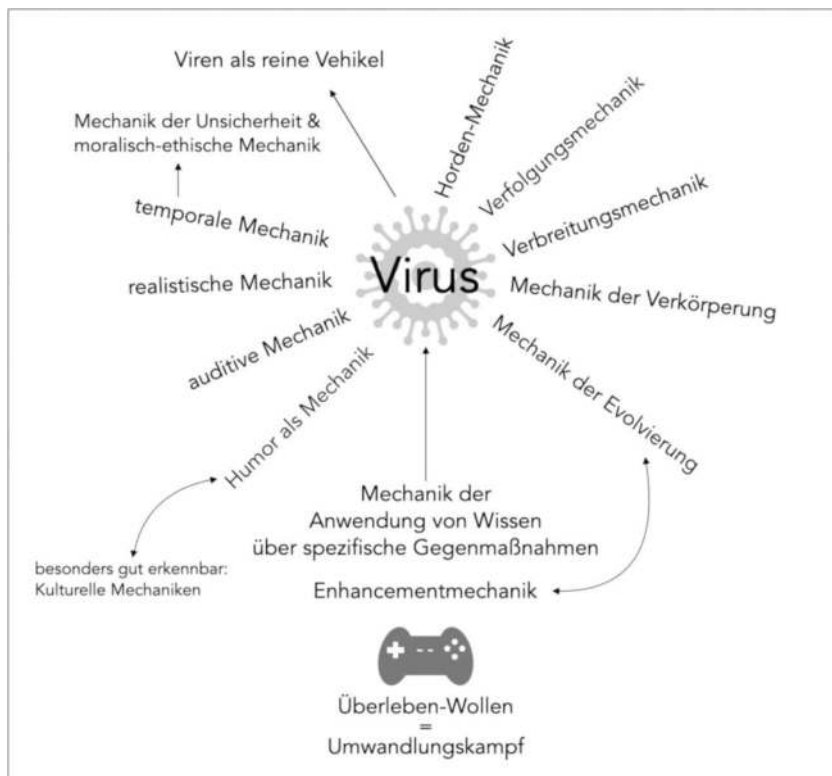 Viren als reine Vehikel
Mechanik der Unsicherheit &
moralisch-ethische Mechanik
temporale Mechanik
realistische Mechanik
auditive Mechanik
Humor als Mechanik
besonders gut erkennbar:
Kulturelle Mechaniken
Virus
Horden-Mechanik
Verfolgungsmechanik
Verbreitungsmechanik
Mechanik der Verkörperung
Mechanik der Evolvierung
Mechanik der
Anwendung von Wissen
über spezifische Gegenmaßnahmen
Enhancementmechanik
Überleben-Wollen
=
Umwandlungskampf